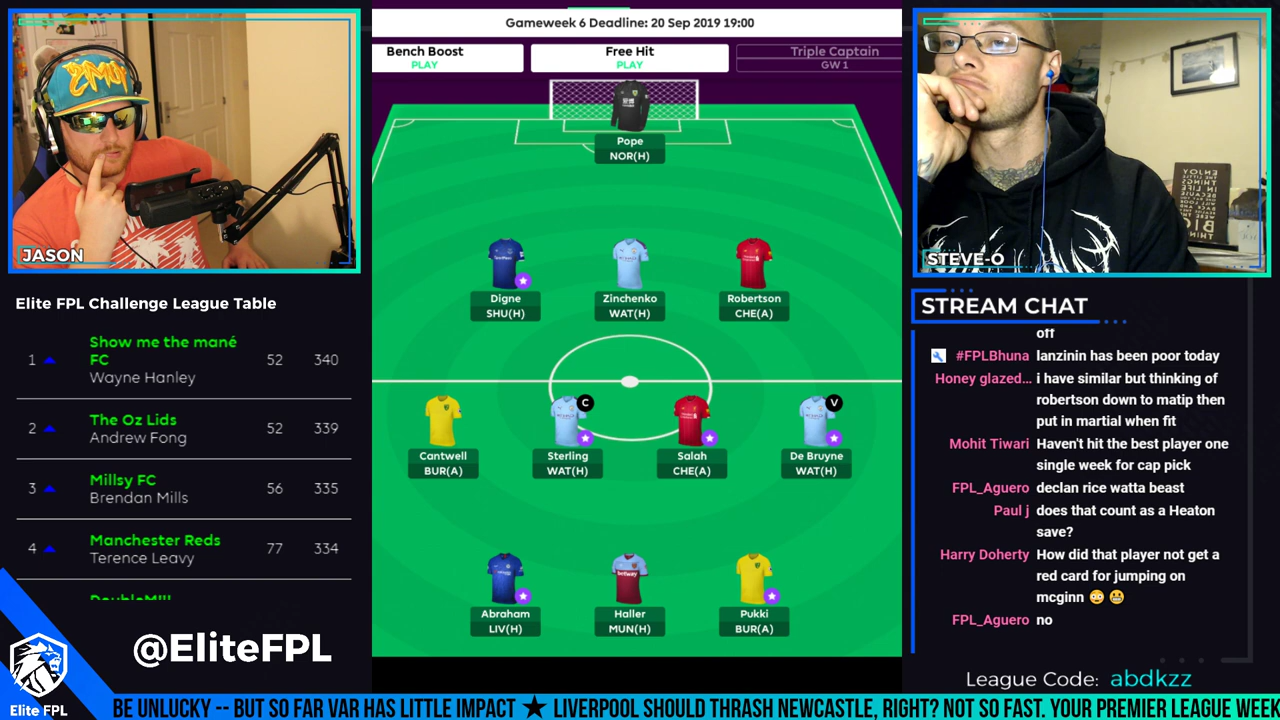 Gameweek 6 Deadline: 20 Sep 2019 19:00
Bench Boost
PLAY
Free Hit
PLAY
Triple Captain
GW 1
Pope
NOR(H)
Digne
SHU(H)
Zinchenko
WAT(H)
Robertson
CHE(A)
C
V
Cantwell
BUR(A)
Sterling
WAT(H)
Salah
CHE(A)
De Bruyne
WAT(H)
betway
Abraham
LIV(H)
Haller
MUN(H)
Pukki
BUR(A)
JASON
Elite FPL Challenge League Table
1 Show me the mané FC 52 340
Wayne Hanley
2 The Oz Lids 52 339
Andrew Fong
3 Millsy FC 56 335
Brendan Mills
4 Manchester Reds 77 334
Terence Leavy
@EliteFPL
Elite FPL
STEVE-O
ENJOY
THE LITTLE
THINGS
IN LIFE
STREAM CHAT
off
#FPLBhuna lanzinin has been poor today
Honey glazed... i have similar but thinking of
robertson down to matip then
put in martial when fit
Mohit Tiwari Haven't hit the best player one
single week for cap pick
FPL_Aguero declan rice watta beast
Paul j does that count as a Heaton
save?
Harry Doherty How did that player not get a
red card for jumping on
mcginn 😳 😬
FPL_Aguero no
League Code: abdkzz
BE UNLUCKY -- BUT SO FAR VAR HAS LITTLE IMPACT ★ LIVERPOOL SHOULD THRASH NEWCASTLE, RIGHT? NOT SO FAST. YOUR PREMIER LEAGUE WEEK